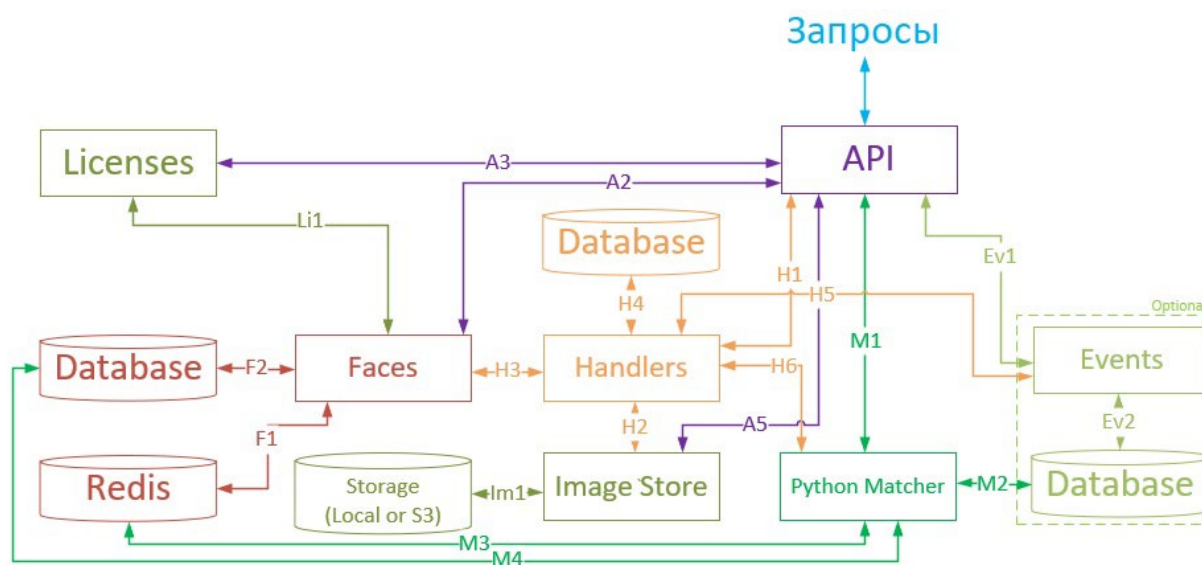 Запросы
Licenses
A3
API
A2
Li1
Database
Ev1
H1
H4
H5
Optiona
M1
Database
F2
Faces
H3
Handlers
H6
Events
H2
A5
Ev2
F1
Redis
Storage
(Local or S3)
Im1
Image Store
Python Matcher
M2
Database
M3
M4